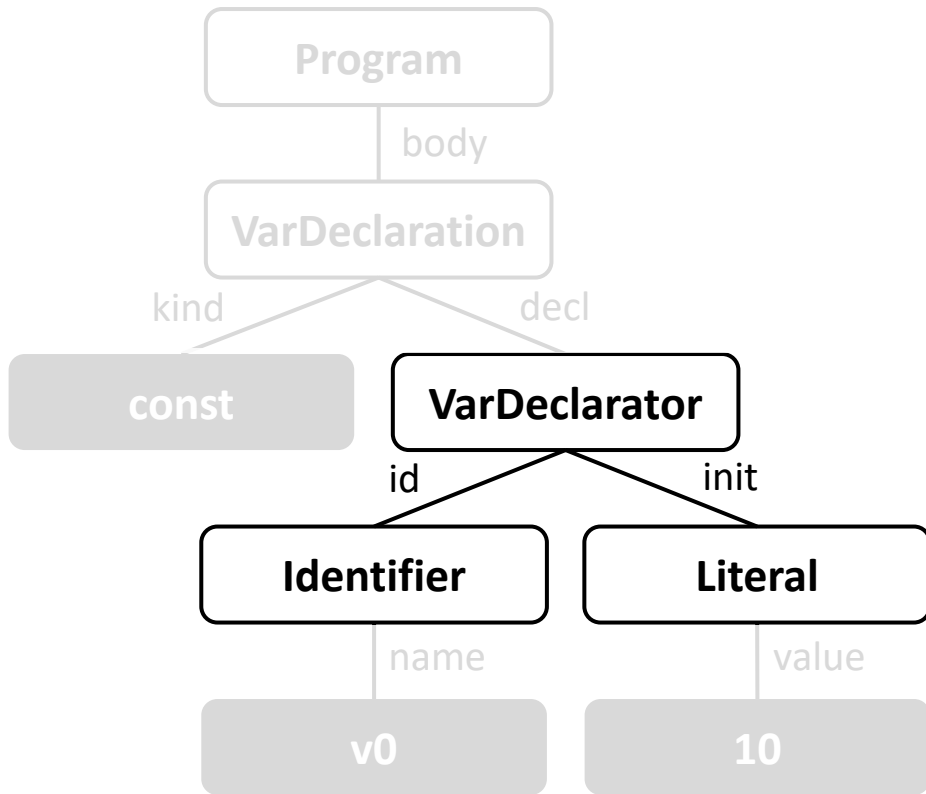 Program
body
VarDeclaration
kind
decl
const
VarDeclarator
id
init
Identifier
Literal
name
value
v0
10